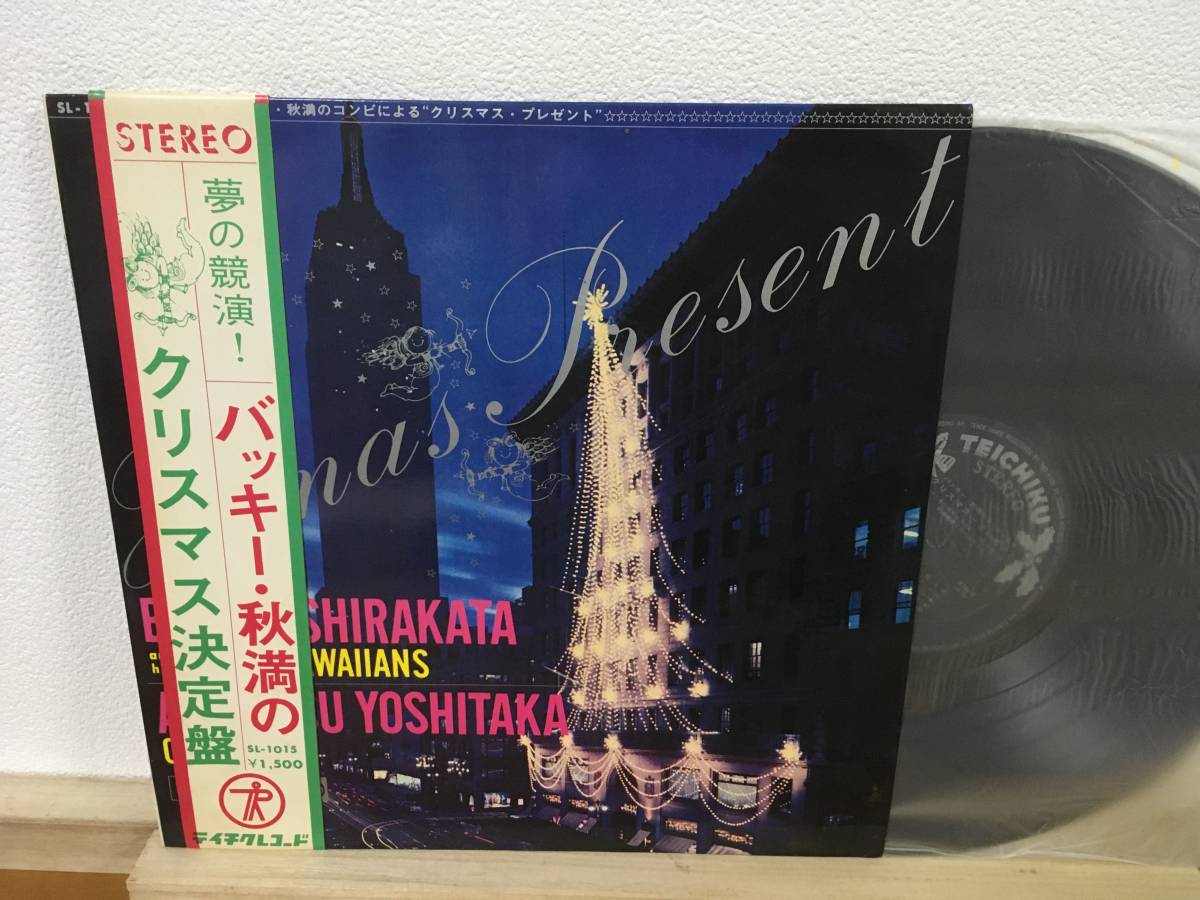 SL-1
・秋満のコンビによる“クリスマス・プレゼント”☆☆☆☆☆☆☆☆☆☆☆☆☆☆☆☆☆☆☆☆☆☆☆☆☆☆☆☆☆☆
STEREO
夢の競演！
バッキー・秋満の
クリスマス決定盤
SL-1015
¥1,500
テイチクレコード
mas Present
SHIRAKATA
WAIIANS
U YOSHITAKA
TEICHIKU
STEREO